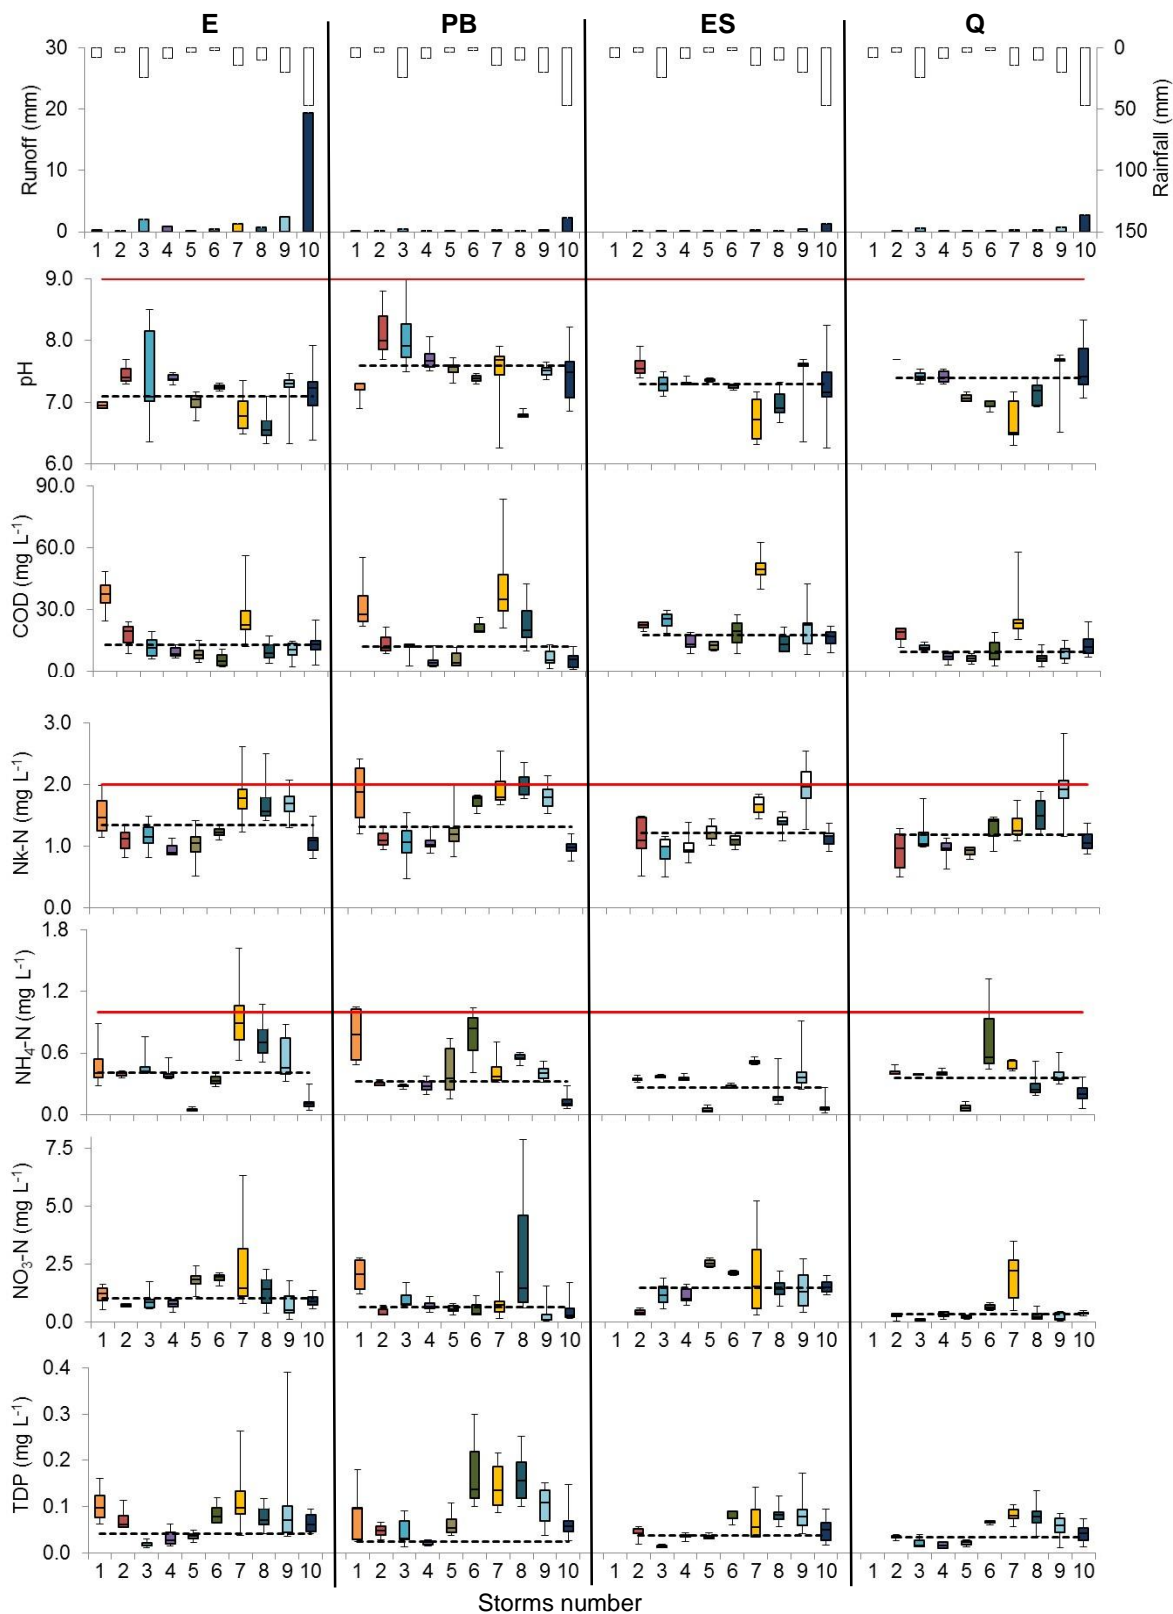 E PB ES Q
30 0
20 50
10 100
0 150
Runoff (mm)
Rainfall (mm)
1 2 3 4 5 6 7 8 9 10 1 2 3 4 5 6 7 8 9 10 1 2 3 4 5 6 7 8 9 10 1 2 3 4 5 6 7 8 9 10
9.0
8.0
7.0
6.0
pH
90.0
60.0
30.0
0.0
COD (mg L-1)
3.0
2.0
1.0
0.0
Nk-N (mg L-1)
1.8
1.2
0.6
0.0
NH4-N (mg L-1)
7.5
5.0
2.5
0.0
NO3-N (mg L-1)
1 2 3 4 5 6 7 8 9 10 1 2 3 4 5 6 7 8 9 10 1 2 3 4 5 6 7 8 9 10 1 2 3 4 5 6 7 8 9 10
0.4
0.3
0.2
0.1
0.0
TDP (mg L-1)
1 2 3 4 5 6 7 8 9 10 1 2 3 4 5 6 7 8 9 10 1 2 3 4 5 6 7 8 9 10 1 2 3 4 5 6 7 8 9 10
Storms number